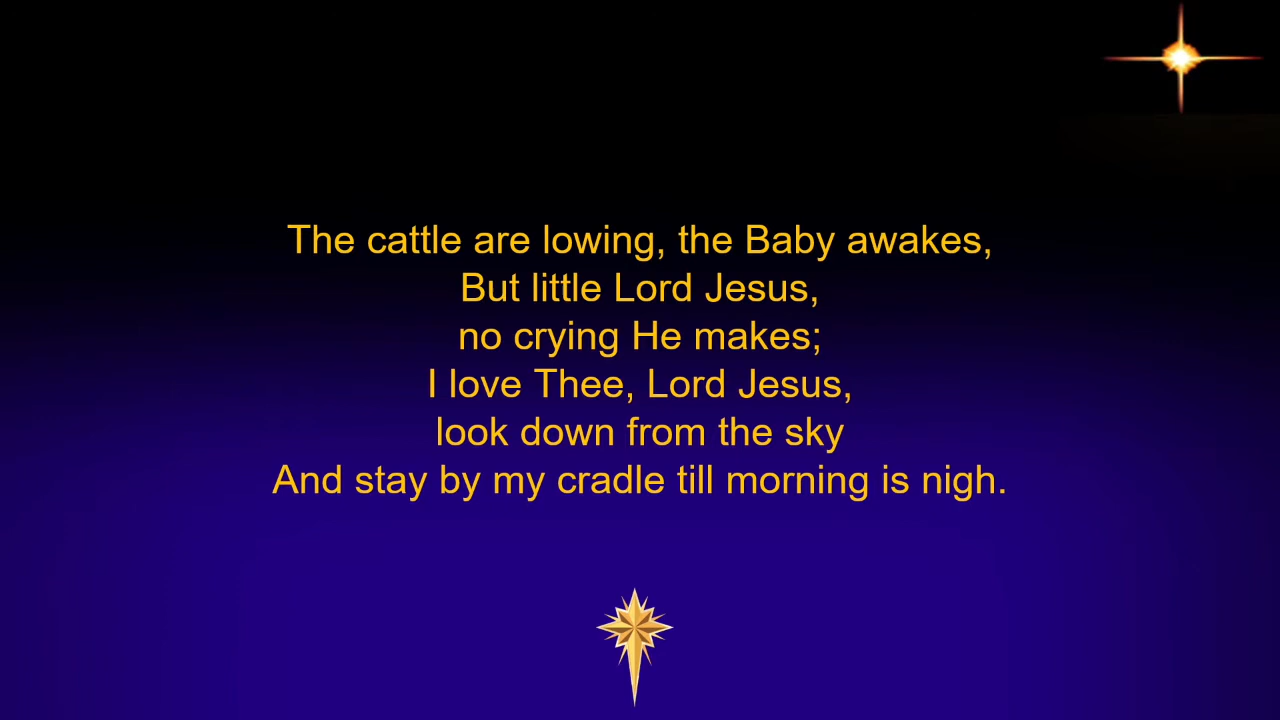 The cattle are lowing, the Baby awakes,
But little Lord Jesus,
no crying He makes;
I love Thee, Lord Jesus,
look down from the sky
And stay by my cradle till morning is nigh.